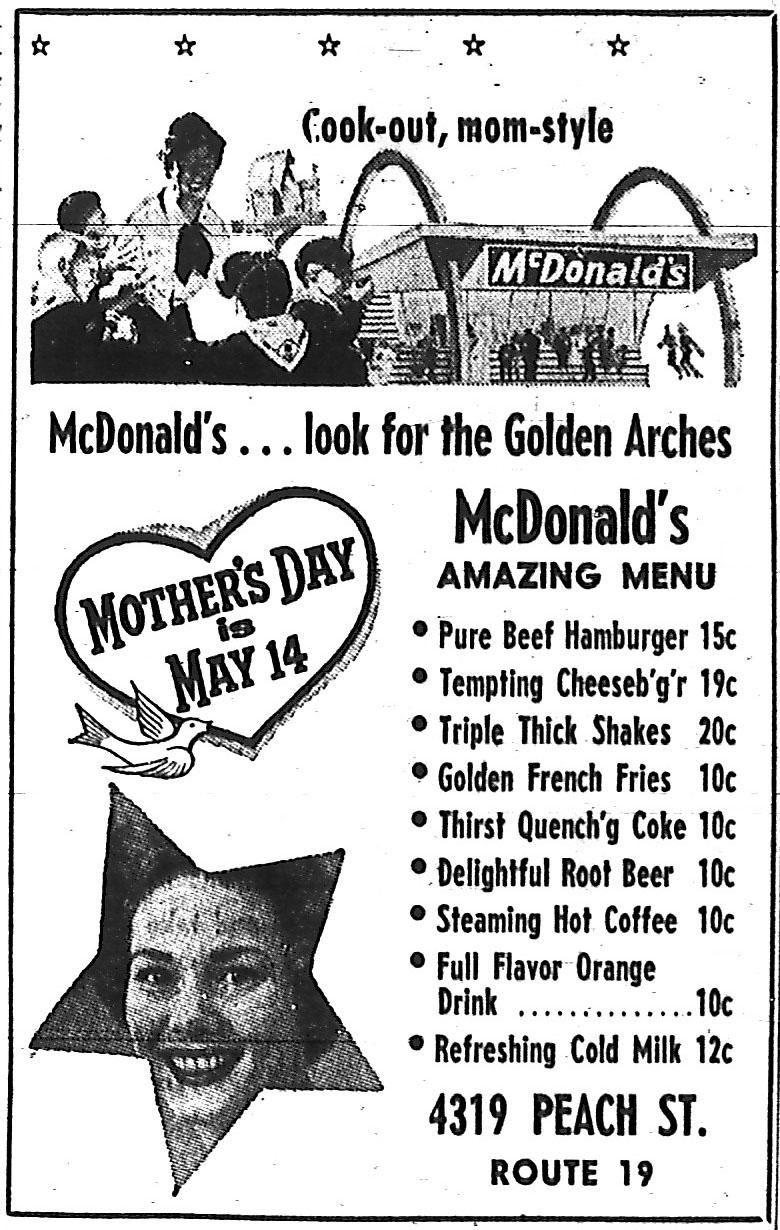 Cook-out, mom-style
McDonald's
McDonald's . . . look for the Golden Arches
MOTHER'S DAY
is
MAY 14
McDonald's
AMAZING MENU
• Pure Beef Hamburger 15c
• Tempting Cheeseb'g'r 19c
• Triple Thick Shakes 20c
• Golden French Fries 10c
• Thirst Quench'g Coke 10c
• Delightful Root Beer 10c
• Steaming Hot Coffee 10c
• Full Flavor Orange
Drink ..............10c
• Refreshing Cold Milk 12c
4319 PEACH ST.
ROUTE 19